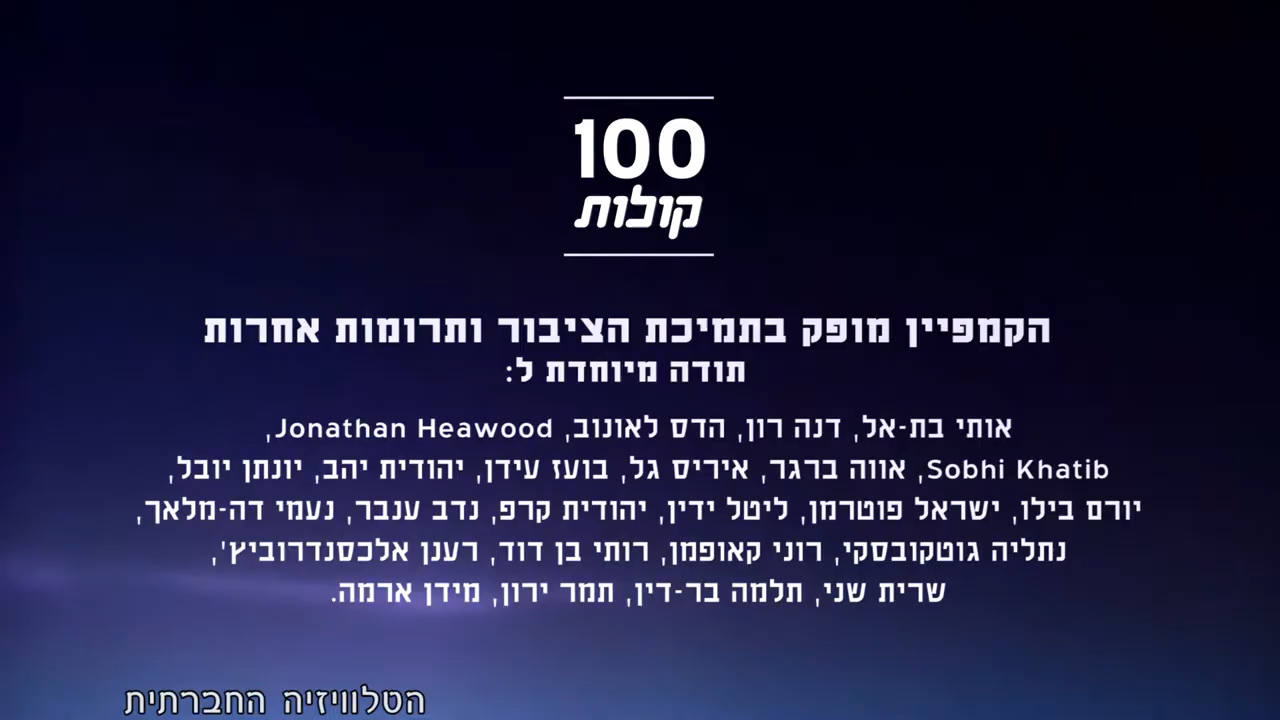 100
קולות
הקמפיין מופק בתמיכת הציבור ותרומות אחרות
תודה מיוחדת ל:
אותי בת-אל, דנה רון, הדס לאונוב, Jonathan Heawood,
Sobhi Khatib, אווה ברגר, איריס גל, בועז עידן, יהודית יהב, יונתן יובל,
יורם בילו, ישראל פוטרמן, ליטל ידין, יהודית קרפ, נדב ענבר, נעמי דה-מלאך,
נתליה גוטקובסקי, רוני קאופמן, רותי בן דוד, רענן אלכסנדרוביץ',
שרית שני, תלמה בר-דין, תמר ירון, מידן ארמה.
הטלוויזיה החברתית